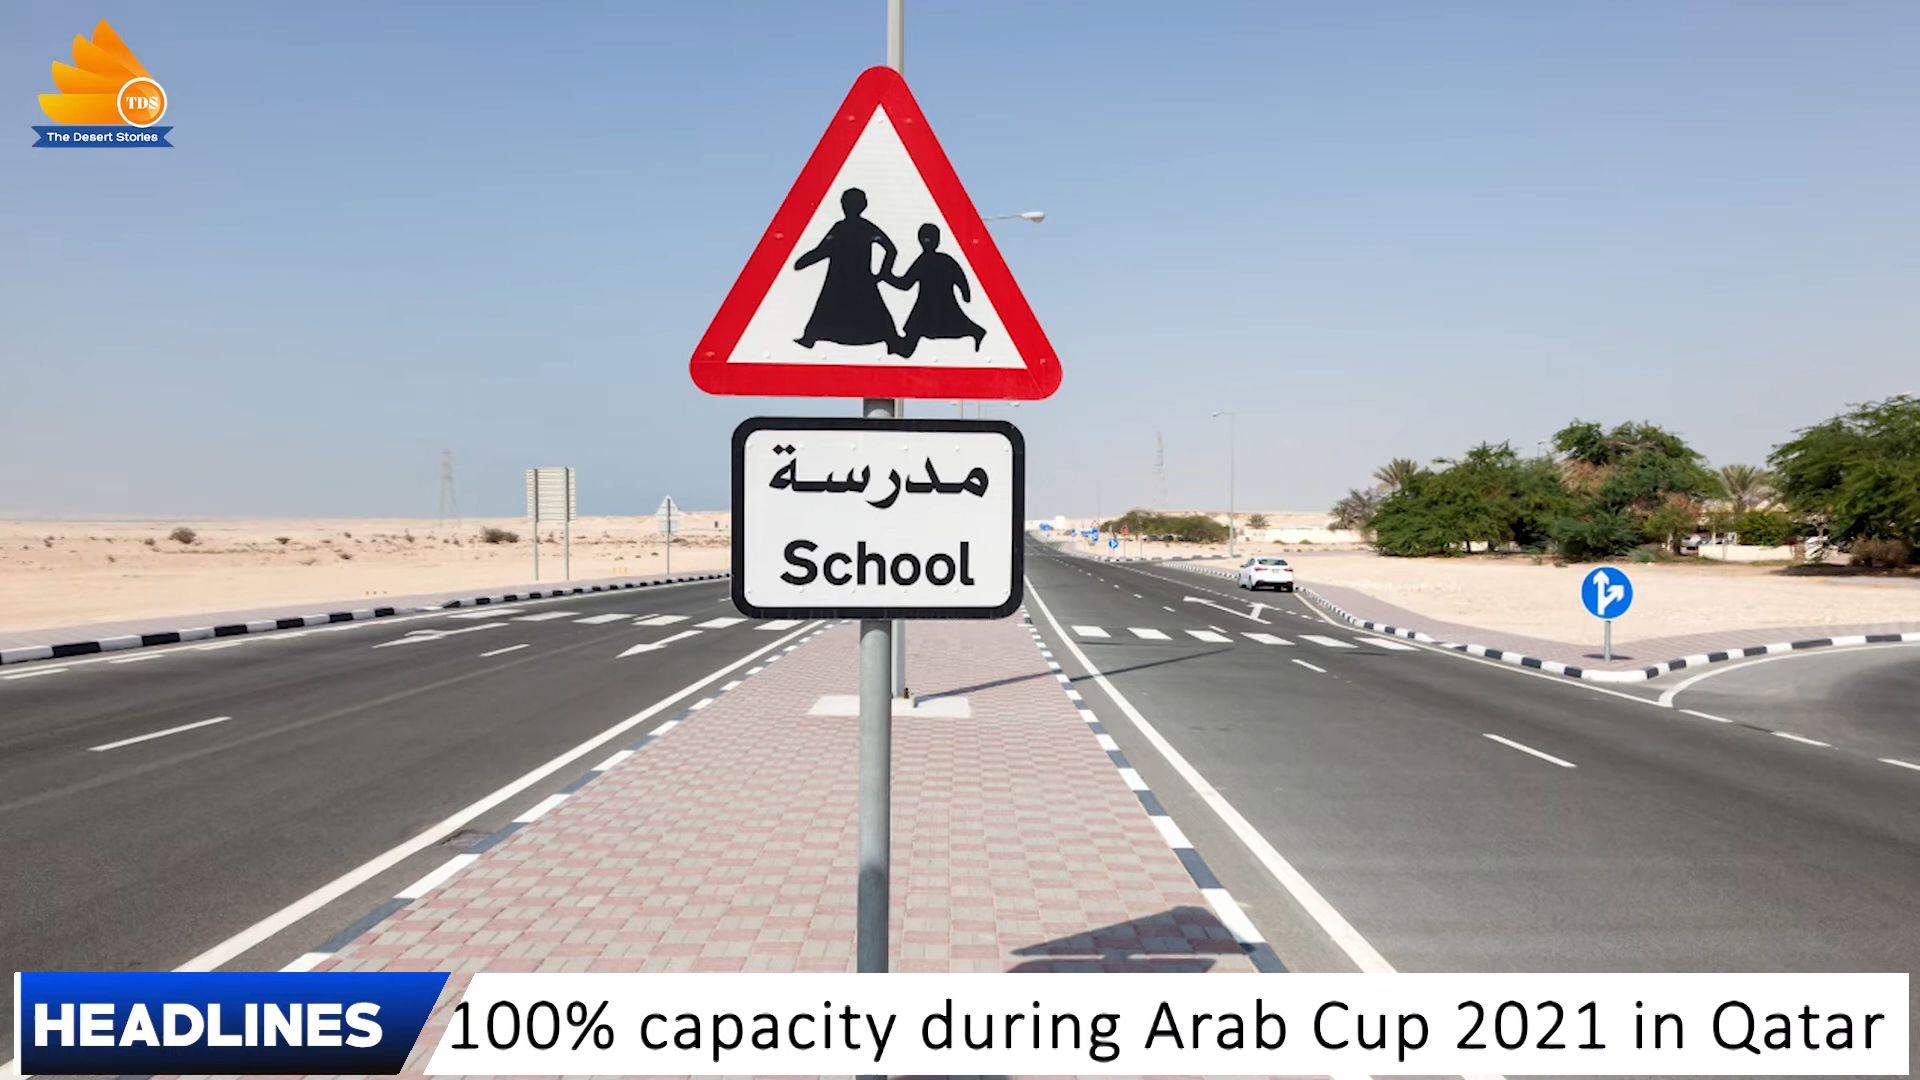 TDS
The Desert Stories
مدرسة
School
HEADLINES
100% capacity during Arab Cup 2021 in Qatar